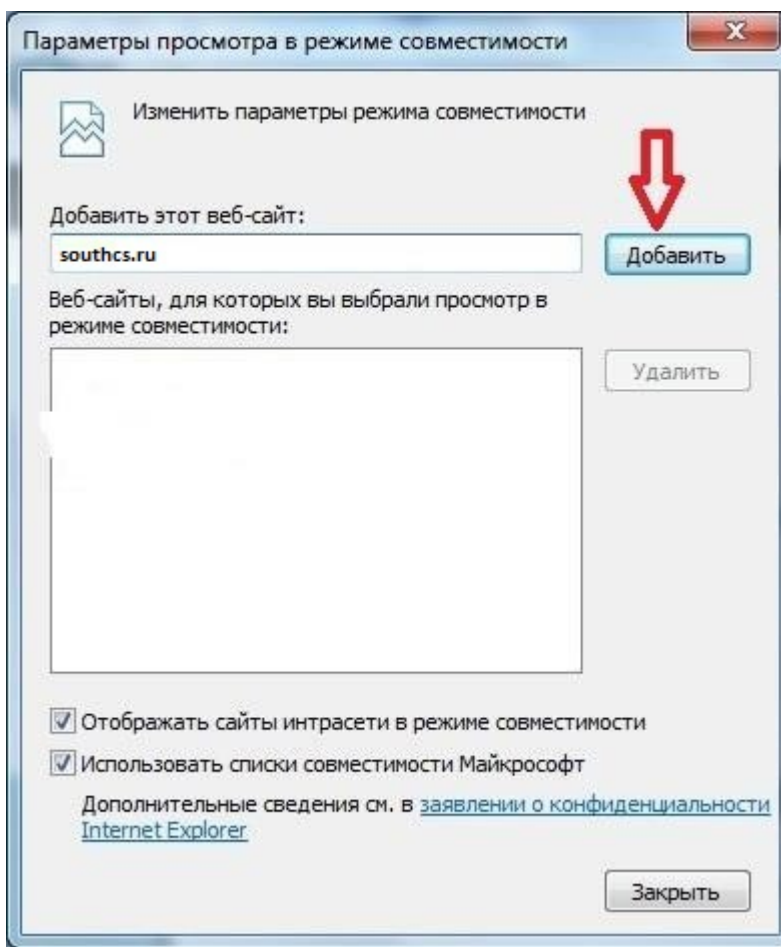 Параметры просмотра в режиме совместимости
Изменить параметры режима совместимости
Добавить этот веб-сайт:
southcs.ru
Добавить
Веб-сайты, для которых вы выбрали просмотр в
режиме совместимости:
Удалить
Отображать сайты интрасети в режиме совместимости
Использовать списки совместимости Майкрософт
Дополнительные сведения см. в заявлении о конфиденциальности
Internet Explorer
Закрыть